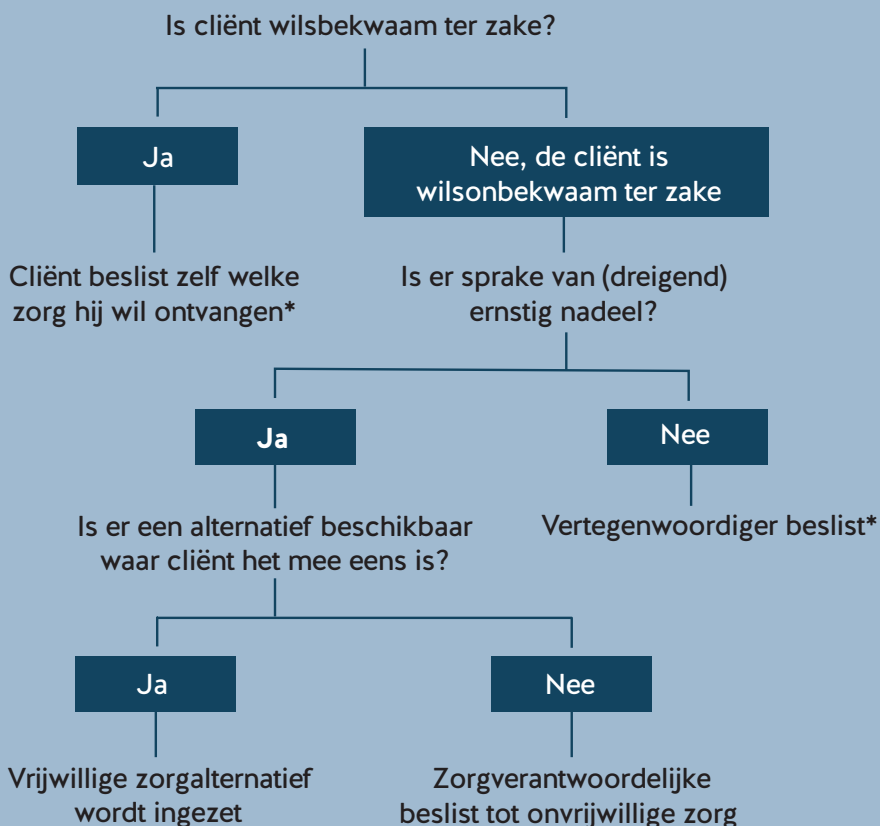 Is cliënt wilsbekwaam ter zake?
Ja
Nee, de cliënt is
wilsonbekwaam ter zake
Cliënt beslist zelf welke
zorg hij wil ontvangen*
Is er sprake van (dreigend)
ernstig nadeel?
Ja
Nee
Is er een alternatief beschikbaar
waar cliënt het mee eens is?
Vertegenwoordiger beslist*
Ja
Nee
Vrijwillige zorgalternatief
wordt ingezet
Zorgverantwoordelijke
beslist tot onvrijwillige zorg